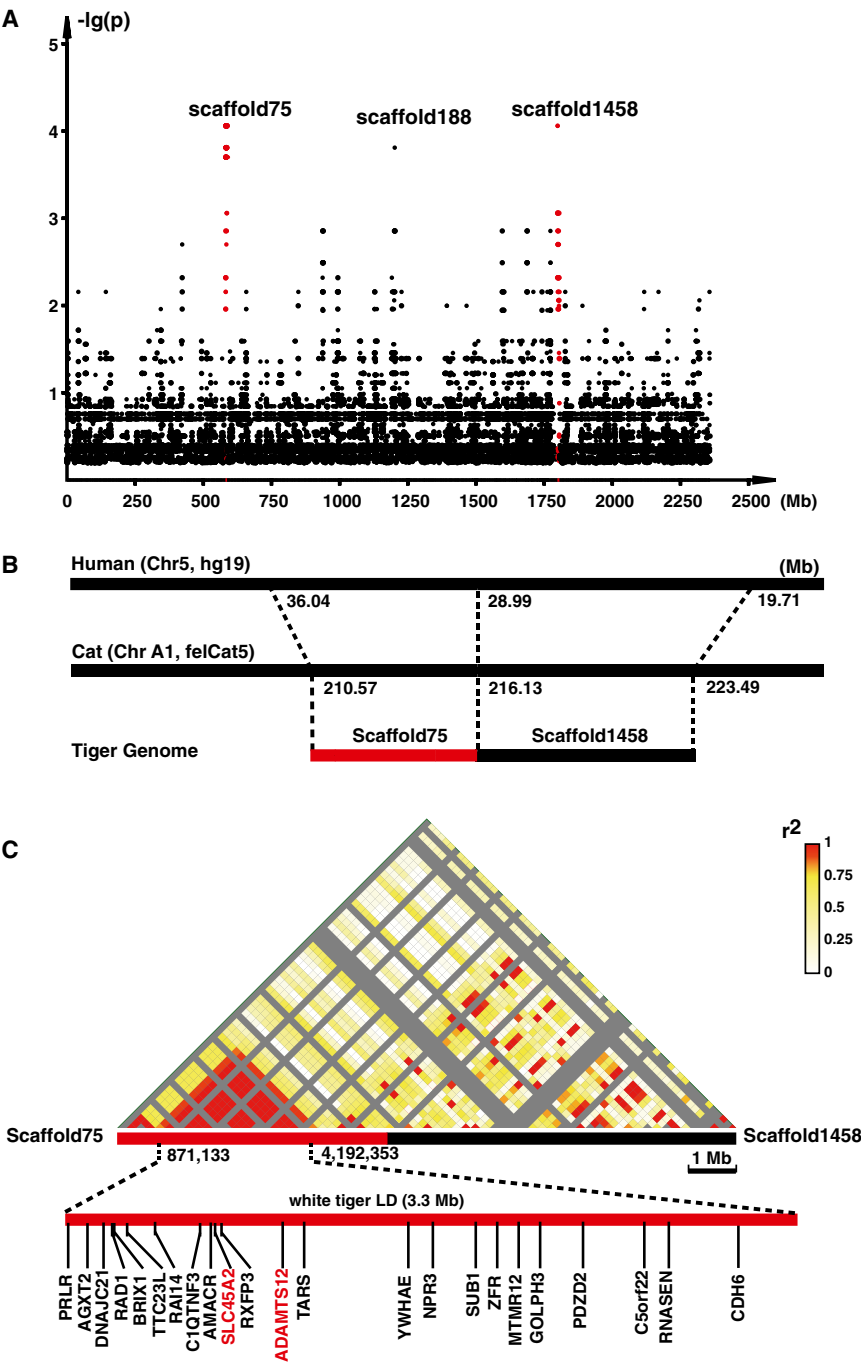 A
-lg(p)
5
4
3
2
1
scaffold75
scaffold188
scaffold1458
0 250 500 750 1000 1250 1500 1750 2000 2250 2500 (Mb)
B
Human (Chr5, hg19) (Mb)
36.04 28.99 19.71
Cat (Chr A1, felCat5)
210.57 216.13 223.49
Scaffold75 Scaffold1458
Tiger Genome
C
r2
1
0.75
0.5
0.25
0
Scaffold75 Scaffold1458
871,133 4,192,353 1 Mb
white tiger LD (3.3 Mb)
PRLR
AGXT2
DNAJC21
RAD1
BRIX1
TTC23L
RAI14
C1QTNF3
AMACR
SLC45A2
RXFP3
ADAMTS12
TARS
YWHAE
NPR3
SUB1
ZFR
MTMR12
GOLPH3
PDZD2
C5orf22
RNASEN
CDH6